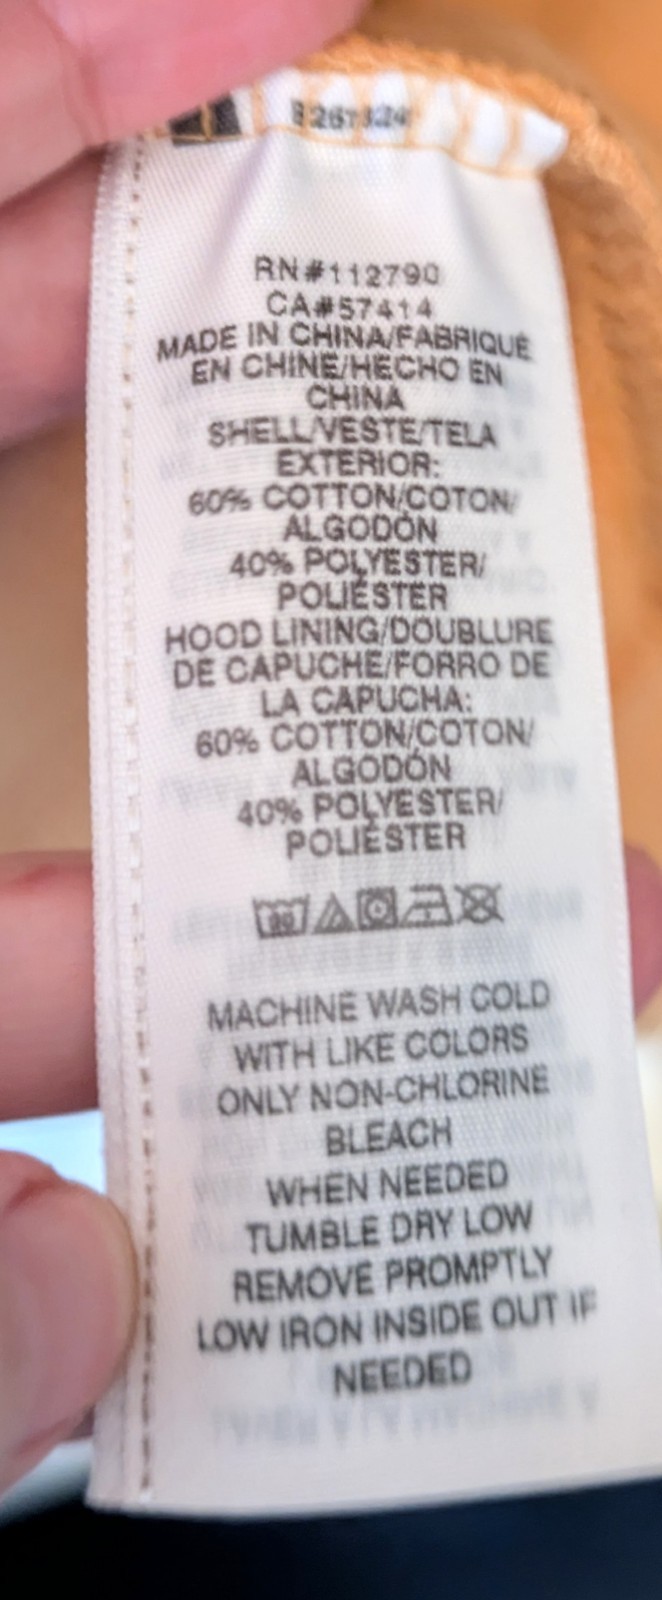 RN#112790
CA#57414
MADE IN CHINA/FABRIQUÉ
EN CHINE/HECHO EN
CHINA
SHELL/VESTE/TELA
EXTERIOR:
60% COTTON/COTON/
ALGODÓN
40% POLYESTER/
POLIÉSTER
HOOD LINING/DOUBLURE
DE CAPUCHE/FORRO DE
LA CAPUCHA:
60% COTTON/COTON/
ALGODÓN
40% POLYESTER/
POLIÉSTER
MACHINE WASH COLD
WITH LIKE COLORS
ONLY NON-CHLORINE
BLEACH
WHEN NEEDED
TUMBLE DRY LOW
REMOVE PROMPTLY
LOW IRON INSIDE OUT IF
NEEDED